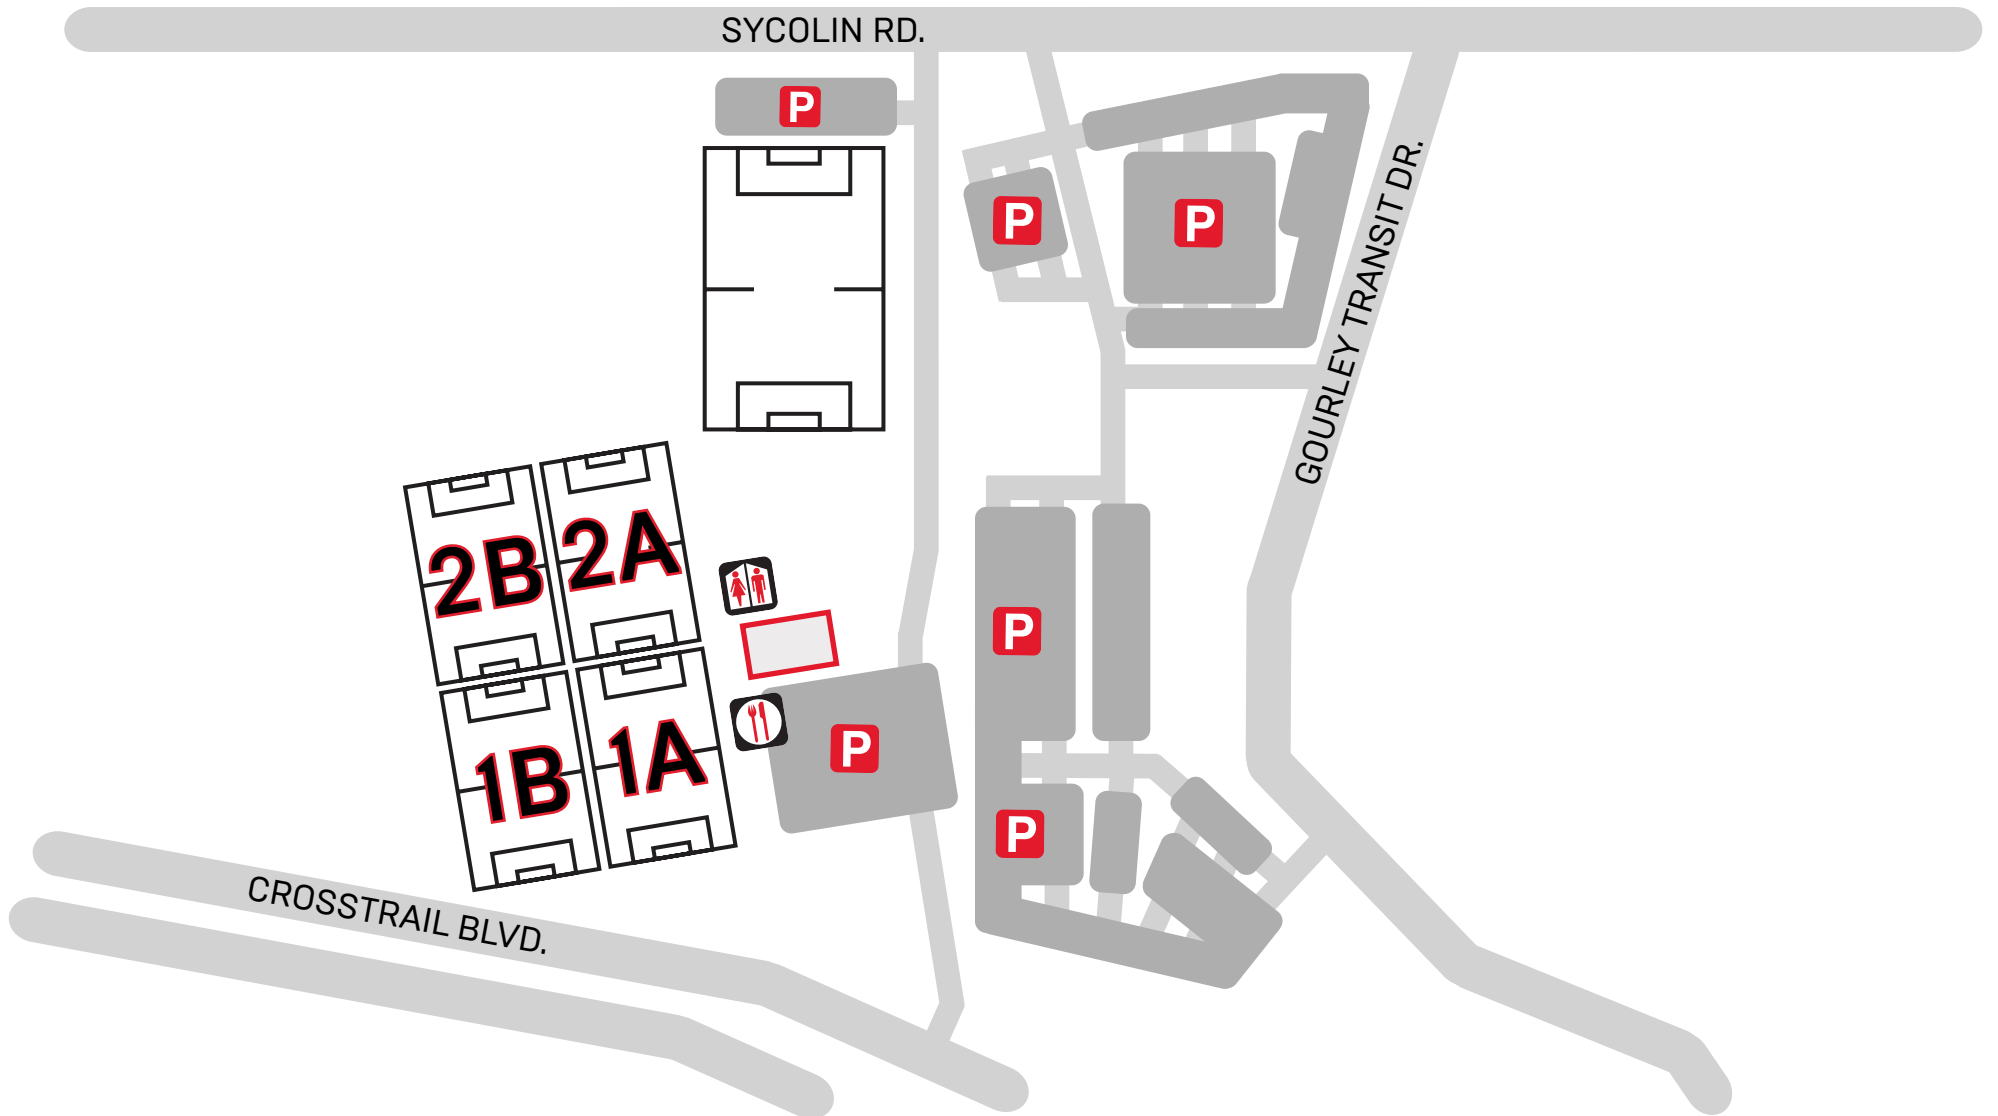 SYCOLIN RD.
P
P
P
GOURLEY TRANSIT DR.
2B
2A
P
1B
1A
P
P
CROSSTRAIL BLVD.